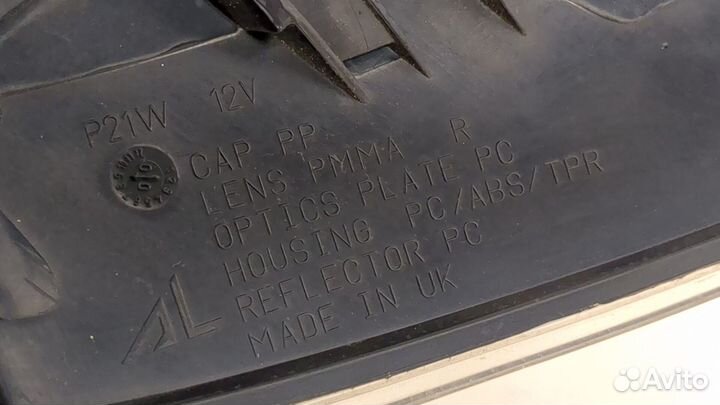 P21W 12V
CAP PP
LENS PMMA R
OPTICS PLATE PC
HOUSING PC/ABS/TPR
REFLECTOR PC
MADE IN UK
AL
Avito